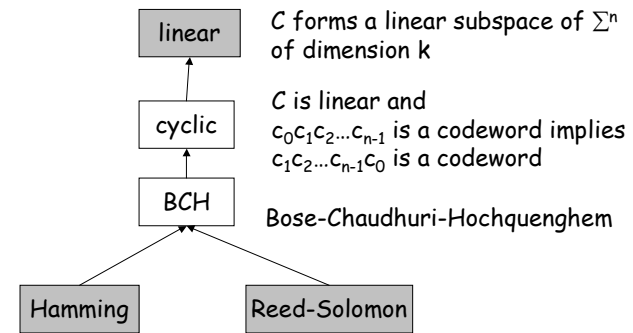 linear
C forms a linear subspace of ∑ⁿ
of dimension k
cyclic
C is linear and
c₀c₁c₂…cₙ₋₁ is a codeword implies
c₁c₂…cₙ₋₁c₀ is a codeword
BCH
Bose-Chaudhuri-Hochquenghem
Hamming
Reed-Solomon